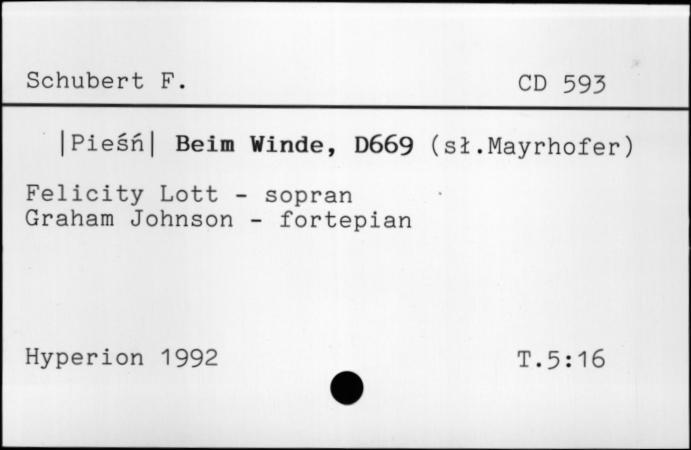 Schubert F. CD 593
|Pieśń| Beim Winde, D669 (sł.Mayrhofer)
Felicity Lott - sopran
Graham Johnson - fortepian
Hyperion 1992 T.5:16